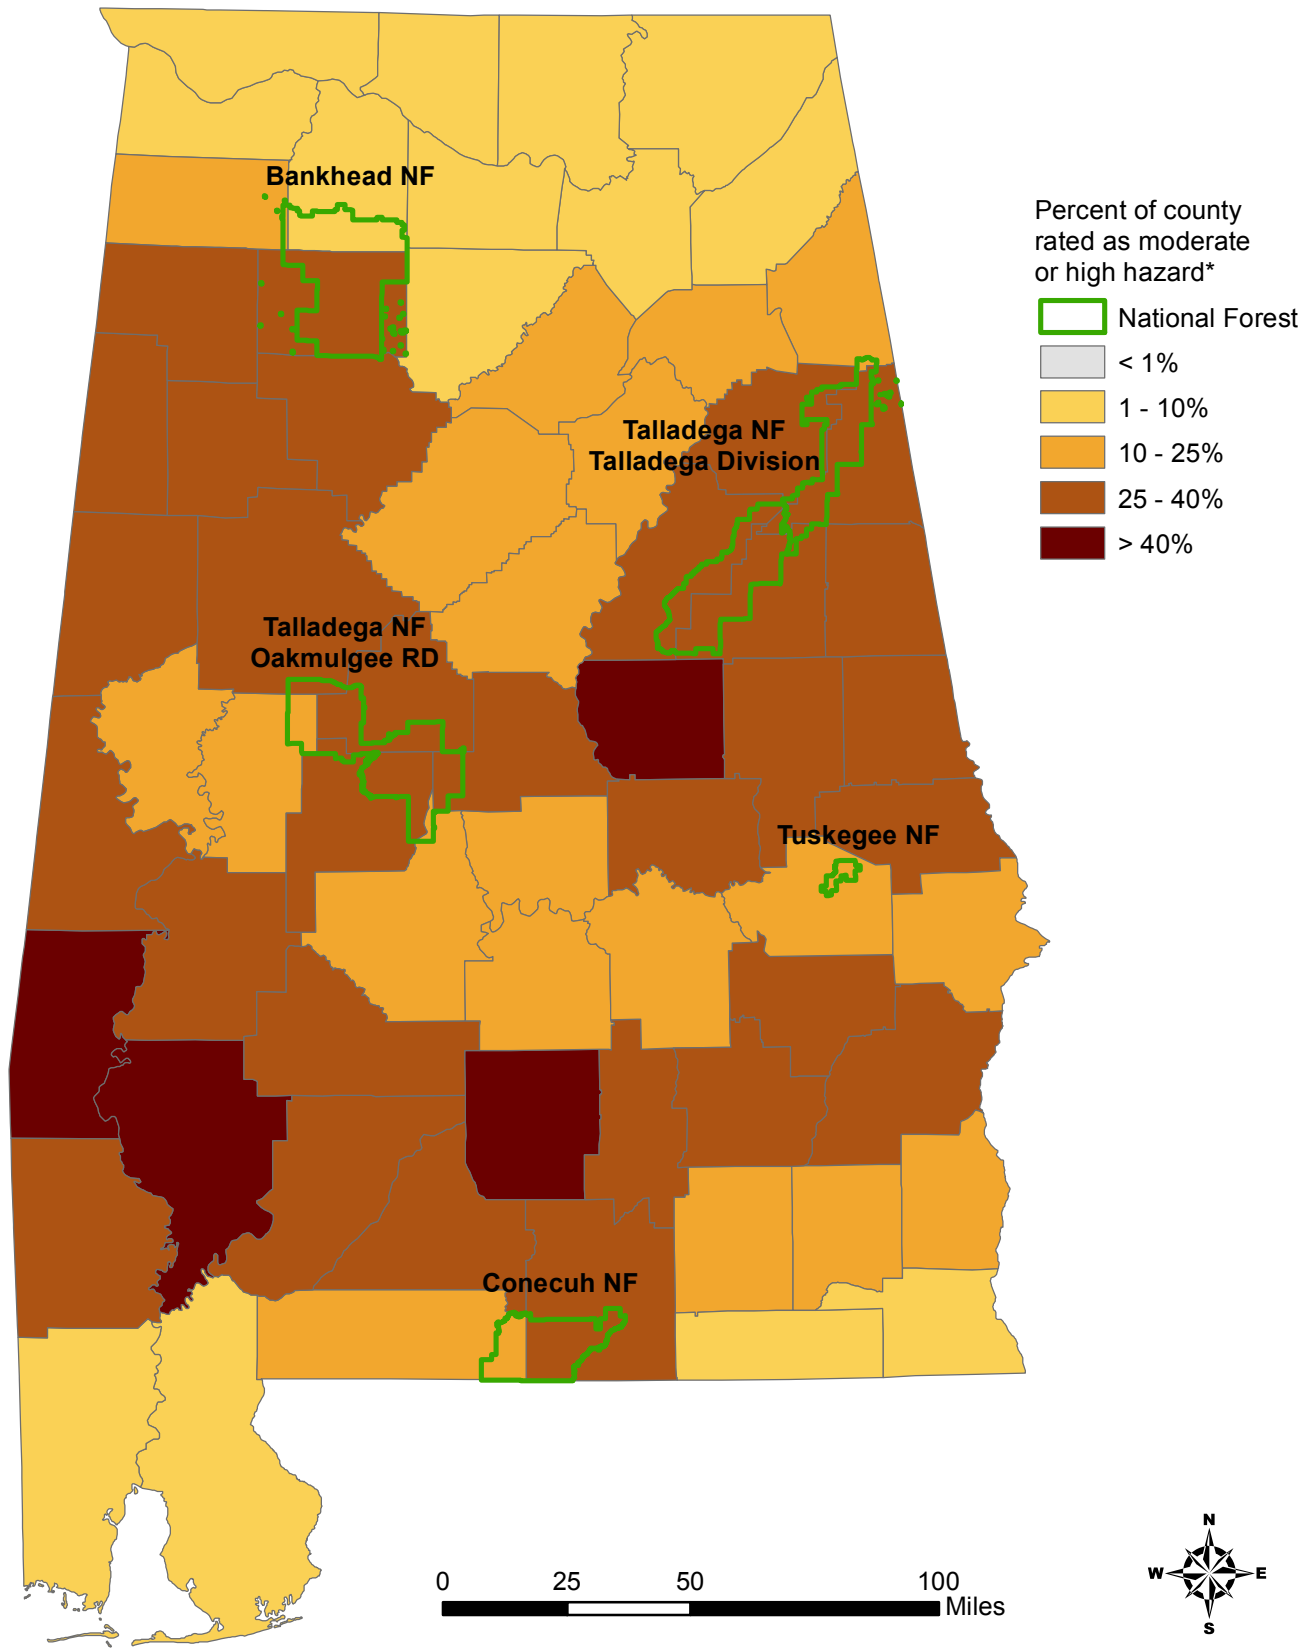 Bankhead NF
Percent of county
rated as moderate
or high hazard*
National Forest
< 1%
1 - 10%
10 - 25%
25 - 40%
> 40%
Talladega NF
Talladega Division
Talladega NF
Oakmulgee RD
Tuskegee NF
Conecuh NF
0 25 50 100
Miles
N
W E
S